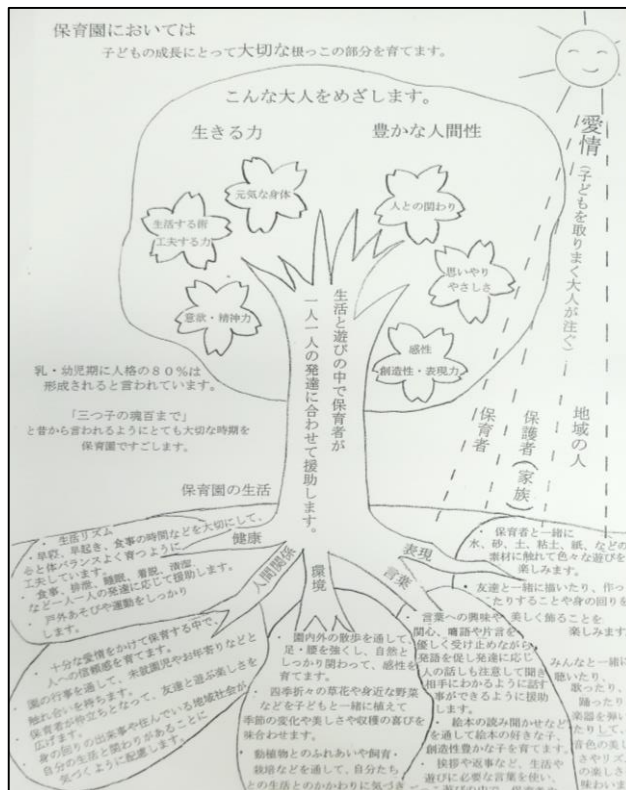 保育園においては
子どもの成長にとって大切な根っこの部分を育てます。
こんな大人をめざします。
生きる力
豊かな人間性
元気な身体
生活する術
工夫する力
意欲・精神力
人との関わり
思いやり
やさしさ
感性
創造性・表現力
愛情（子どもを取りまく大人が注ぐ）
保育者
保護者（家族）
地域の人
生活と遊びの中で保育者が
一人一人の発達に合わせて援助します。
乳・幼児期に人格の８０％は
形成されると言われています。
「三つ子の魂百まで」
と昔から言われるようにとても大切な時期を
保育園ですごします。
保育園の生活
健康
人間関係
環境
言葉
表現
・生活リズム
・早寝、早起き、食事の時間などを大切にして、
心と体バランスよく育つように
工夫しています。
・食事、排泄、睡眠、着脱、清潔、
など一人一人の発達に応じて援助します。
・戸外あそびや運動をしっかり
します。
・十分な愛情をかけて保育する中で、
人への信頼感を育てます。
・園の行事を通して、未就園児やお年寄りなどと
触れ合いを持ちます。
・保育者が仲立ちとなって、友達と遊ぶ楽しさを
広げます。
・身の回りの出来事や住んでいる地域社会が
自分の生活と関わりがあることに
気づくように配慮します。
・園内外の散歩を通して、
足・腰を強くし、自然と
しっかり関わって、感性を
育てます。
・四季折々の草花や身近な野菜
などを子どもと一緒に植えて
季節の変化や美しさや収穫の喜びを
味合わせます。
・動植物とのふれあいや飼育・
栽培などを通して、自分たち
との生活とのかかわりに気づき
・言葉への興味や
関心、喃語や片言を
優しく受け止めながら、
発語を促し発達に応じ
人の話しも注意して聞き
相手にわかるように話す
事ができるように援助
します。
・絵本の読み聞かせなど
を通して絵本の好きな子、
創造性豊かな子を育てます。
・挨拶や返事など、生活や
遊びに必要な言葉を使い、
・保育者と一緒に
水、砂、土、粘土、紙、などの
素材に触れて色々な遊びを
楽しみます。
・友達と一緒に描いたり、作っ
たりすることや身の回りを
美しく飾ることを
楽しみます
みんなと一緒に
聴いたり、
歌ったり、
踊ったり
楽器を弾い
たりして、
音色の美し
さやリズム
の楽しさ
味わいま